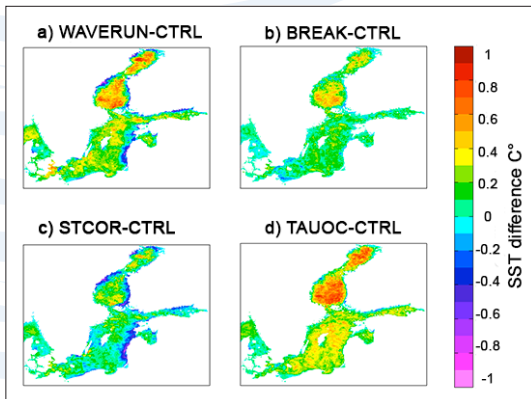 a) WAVERUN-CTRL
b) BREAK-CTRL
c) STCOR-CTRL
d) TAUOC-CTRL
1
0.8
0.6
0.4
0.2
0
-0.2
-0.4
-0.6
-0.8
-1
SST difference C°